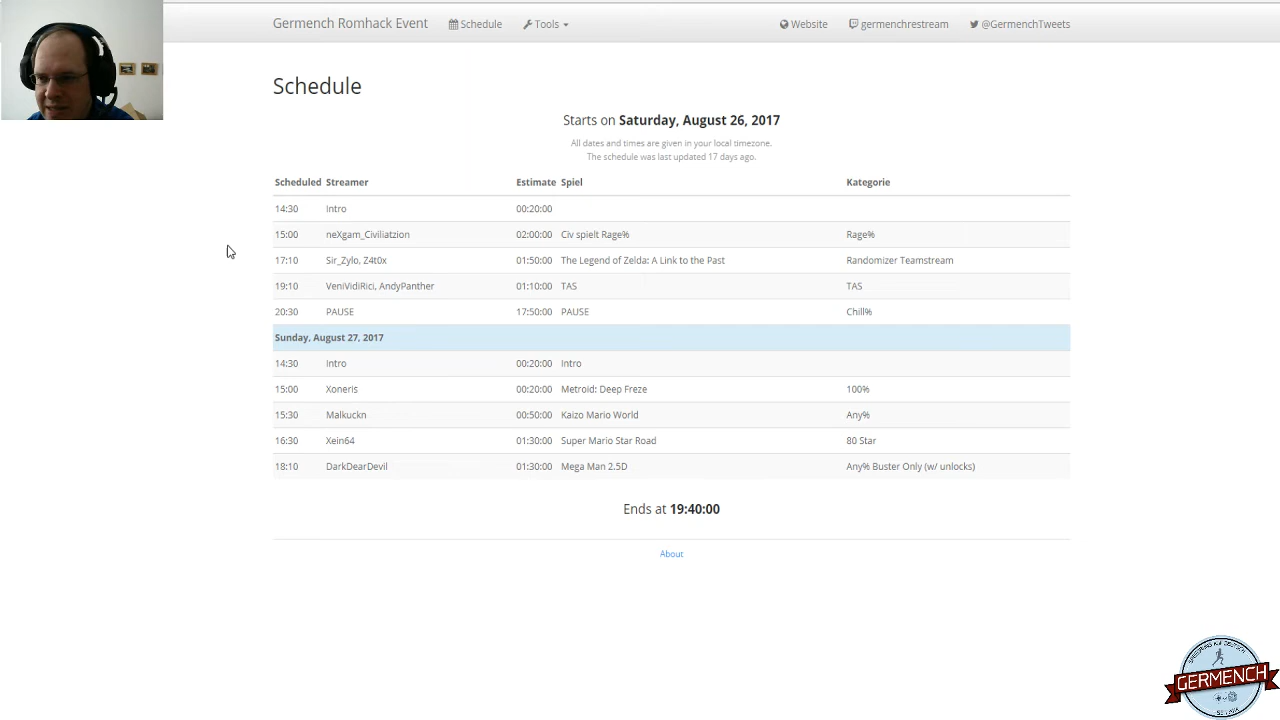 Germench Romhack Event Schedule Tools Website germenchrestream @GermenchTweets
Schedule
Starts on Saturday, August 26, 2017
All dates and times are given in your local timezone.
The schedule was last updated 17 days ago.
Scheduled Streamer Estimate Spiel Kategorie
14:30 Intro 00:20:00
15:00 neXgam_Civiliatzion 02:00:00 Civ spielt Rage% Rage%
17:10 Sir_Zylo, Z4t0x 01:50:00 The Legend of Zelda: A Link to the Past Randomizer Teamstream
19:10 VeniVidiRici, AndyPanther 01:10:00 TAS TAS
20:30 PAUSE 17:50:00 PAUSE Chill%
Sunday, August 27, 2017
14:30 Intro 00:20:00 Intro
15:00 Xoneris 00:20:00 Metroid: Deep Freze 100%
15:30 Malkuckn 00:50:00 Kaizo Mario World Any%
16:30 Xein64 01:30:00 Super Mario Star Road 80 Star
18:10 DarkDearDevil 01:30:00 Mega Man 2.5D Any% Buster Only (w/ unlocks)
Ends at 19:40:00
About
GERMENCH